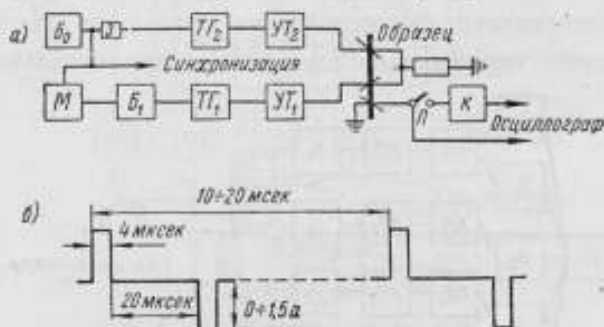 а) Б₀ З ТГ₂ УТ₂ Образец
Синхронизация
М Б₁ ТГ₁ УТ₁ П К
Осциллограф
б) 10÷20 мсек
4 мксек
20 мксек
0÷1,5 а